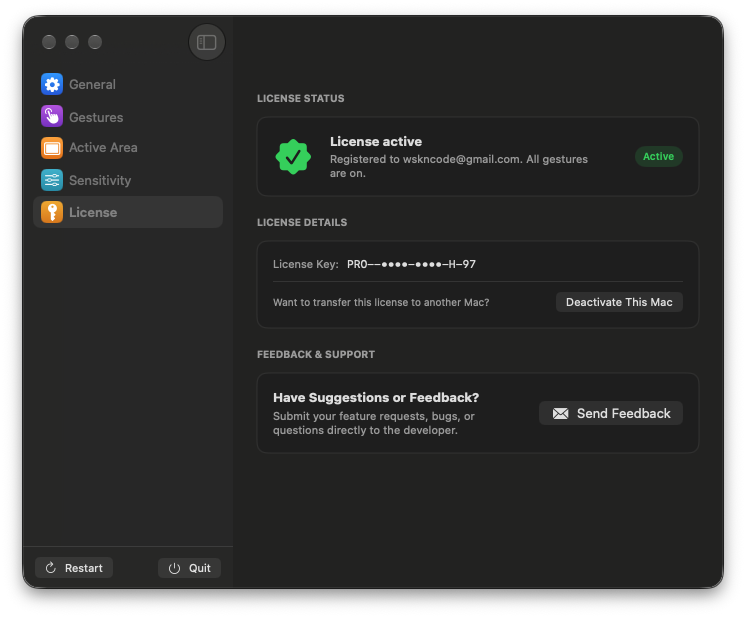 General
Gestures
Active Area
Sensitivity
License
Restart
Quit
LICENSE STATUS
License active
Registered to wskncode@gmail.com. All gestures
are on.
Active
LICENSE DETAILS
License Key: PRO––••••–••••–H–97
Want to transfer this license to another Mac?
Deactivate This Mac
FEEDBACK & SUPPORT
Have Suggestions or Feedback?
Submit your feature requests, bugs, or
questions directly to the developer.
Send Feedback